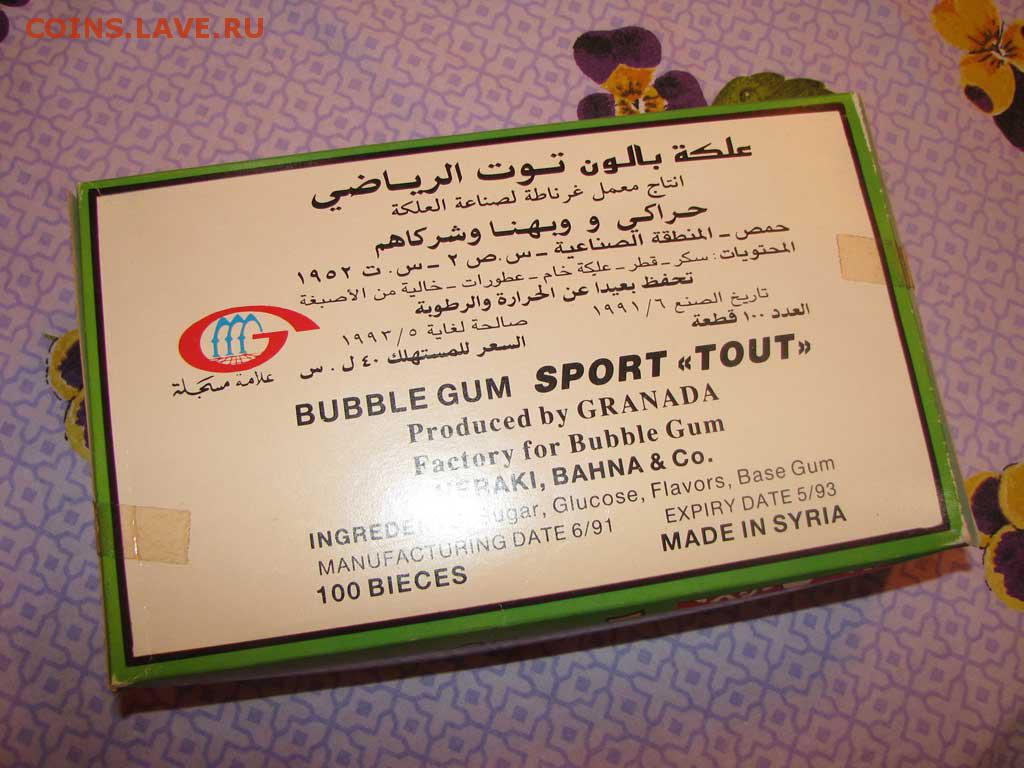 COINS.LAVE.RU
علكة بالون توت الرياضي
انتاج معمل غرناطة لصناعة العلكة
حراكي و وبهنا وشركاهم
حمص - المنطقة الصناعية - س.ص ٢ - س.ت ١٩٥٢
المحتويات: سكر - قطر - علكة خام - عطورات - خالية من الأصبغة
تحفظ بعيدا عن الحرارة والرطوبة
تاريخ الصنع ١٩٩١/٦ صالحة لغاية ١٩٩٣/٥
العدد ١٠٠ قطعة السعر للمستهلك ٤٠ ل.س
علامة مسجلة
BUBBLE GUM SPORT «TOUT»
Produced by GRANADA
Factory for Bubble Gum
BAHNA & Co.
Sugar, Glucose, Flavors, Base Gum
MANUFACTURING DATE 6/91 EXPIRY DATE 5/93
100 BIECES MADE IN SYRIA